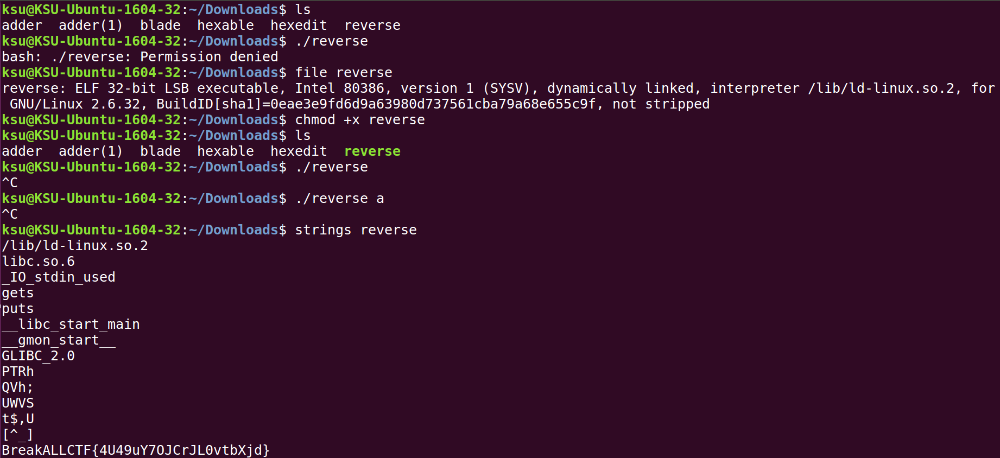 ksu@KSU-Ubuntu-1604-32:~/Downloads$ ls
adder  adder(1)  blade  hexable  hexedit  reverse
ksu@KSU-Ubuntu-1604-32:~/Downloads$ ./reverse
bash: ./reverse: Permission denied
ksu@KSU-Ubuntu-1604-32:~/Downloads$ file reverse
reverse: ELF 32-bit LSB executable, Intel 80386, version 1 (SYSV), dynamically linked, interpreter /lib/ld-linux.so.2, for
 GNU/Linux 2.6.32, BuildID[sha1]=0eae3e9fd6d9a63980d737561cba79a68e655c9f, not stripped
ksu@KSU-Ubuntu-1604-32:~/Downloads$ chmod +x reverse
ksu@KSU-Ubuntu-1604-32:~/Downloads$ ls
adder  adder(1)  blade  hexable  hexedit  reverse
ksu@KSU-Ubuntu-1604-32:~/Downloads$ ./reverse
^C
ksu@KSU-Ubuntu-1604-32:~/Downloads$ ./reverse a
^C
ksu@KSU-Ubuntu-1604-32:~/Downloads$ strings reverse
/lib/ld-linux.so.2
libc.so.6
_IO_stdin_used
gets
puts
__libc_start_main
__gmon_start__
GLIBC_2.0
PTRh
QVh;
UWVS
t$,U
[^_]
BreakALLCTF{4U49uY7OJCrJL0vtbXjd}